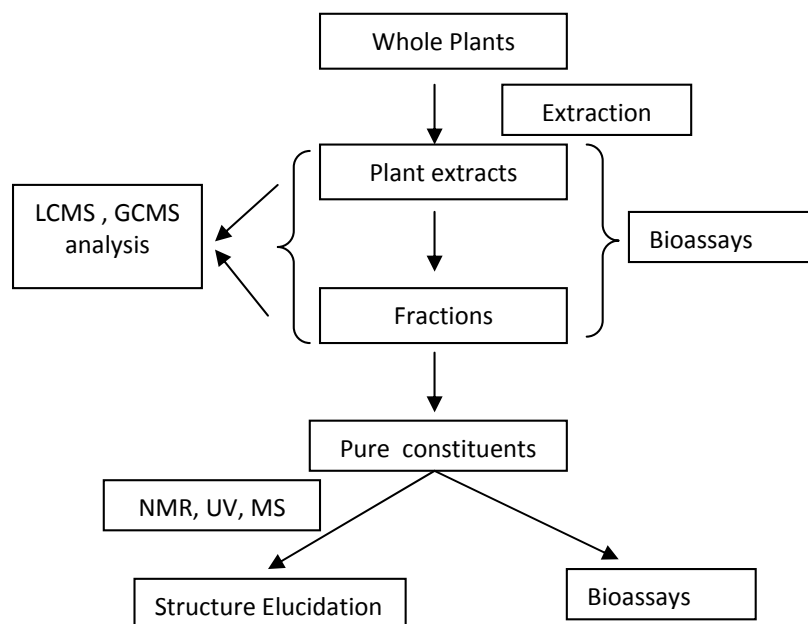 Whole Plants
Extraction
Plant extracts
LCMS , GCMS
analysis
Bioassays
Fractions
Pure constituents
NMR, UV, MS
Structure Elucidation
Bioassays